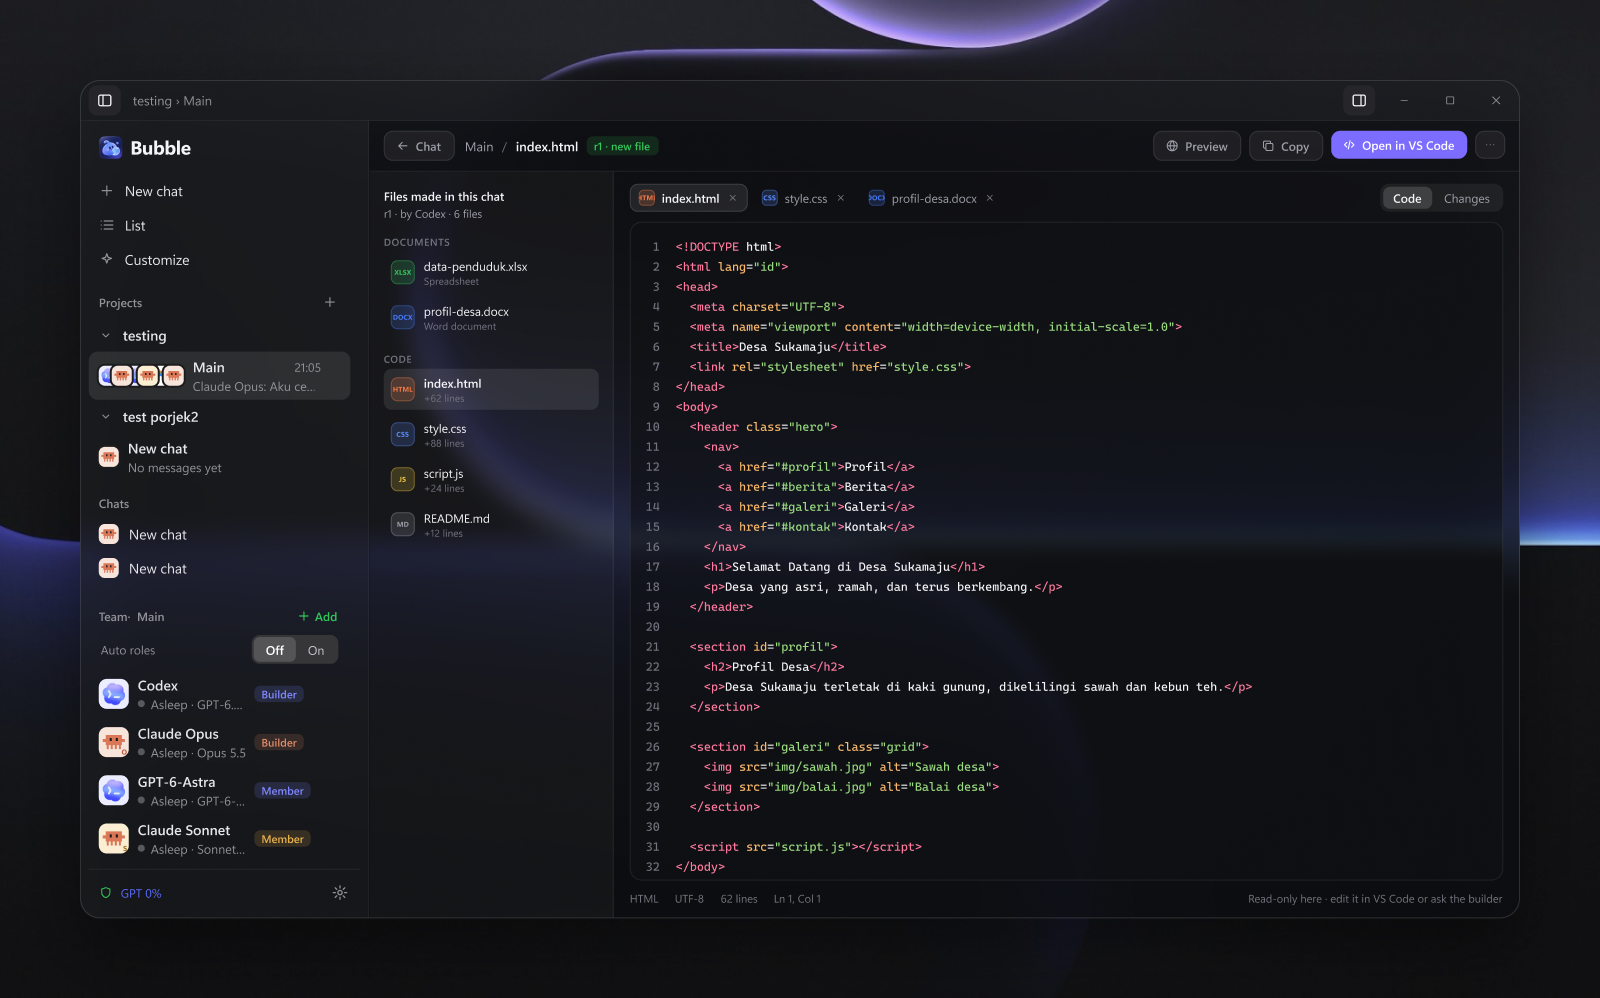 testing › Main
Bubble
New chat
List
Customize
Projects
testing
Main 21:05
Claude Opus: Aku ce...
test porjek2
New chat
No messages yet
Chats
New chat
New chat
Team· Main + Add
Auto roles Off On
Codex Builder
Asleep · GPT-6....
Claude Opus Builder
Asleep · Opus 5.5
GPT-6-Astra Member
Asleep · GPT-6-...
Claude Sonnet Member
Asleep · Sonnet...
GPT 0%
← Chat Main / index.html r1 · new file Preview Copy Open in VS Code ...
Files made in this chat
r1 · by Codex · 6 files
DOCUMENTS
XLSX data-penduduk.xlsx
Spreadsheet
DOCX profil-desa.docx
Word document
CODE
HTML index.html
+62 lines
CSS style.css
+88 lines
JS script.js
+24 lines
MD README.md
+12 lines
HTML index.html × CSS style.css × DOCX profil-desa.docx × Code Changes
1 <!DOCTYPE html>
2 <html lang="id">
3 <head>
4 <meta charset="UTF-8">
5 <meta name="viewport" content="width=device-width, initial-scale=1.0">
6 <title>Desa Sukamaju</title>
7 <link rel="stylesheet" href="style.css">
8 </head>
9 <body>
10 <header class="hero">
11 <nav>
12 <a href="#profil">Profil</a>
13 <a href="#berita">Berita</a>
14 <a href="#galeri">Galeri</a>
15 <a href="#kontak">Kontak</a>
16 </nav>
17 <h1>Selamat Datang di Desa Sukamaju</h1>
18 <p>Desa yang asri, ramah, dan terus berkembang.</p>
19 </header>
20
21 <section id="profil">
22 <h2>Profil Desa</h2>
23 <p>Desa Sukamaju terletak di kaki gunung, dikelilingi sawah dan kebun teh.</p>
24 </section>
25
26 <section id="galeri" class="grid">
27 <img src="img/sawah.jpg" alt="Sawah desa">
28 <img src="img/balai.jpg" alt="Balai desa">
29 </section>
30
31 <script src="script.js"></script>
32 </body>
HTML UTF-8 62 lines Ln 1, Col 1 Read-only here · edit it in VS Code or ask the builder